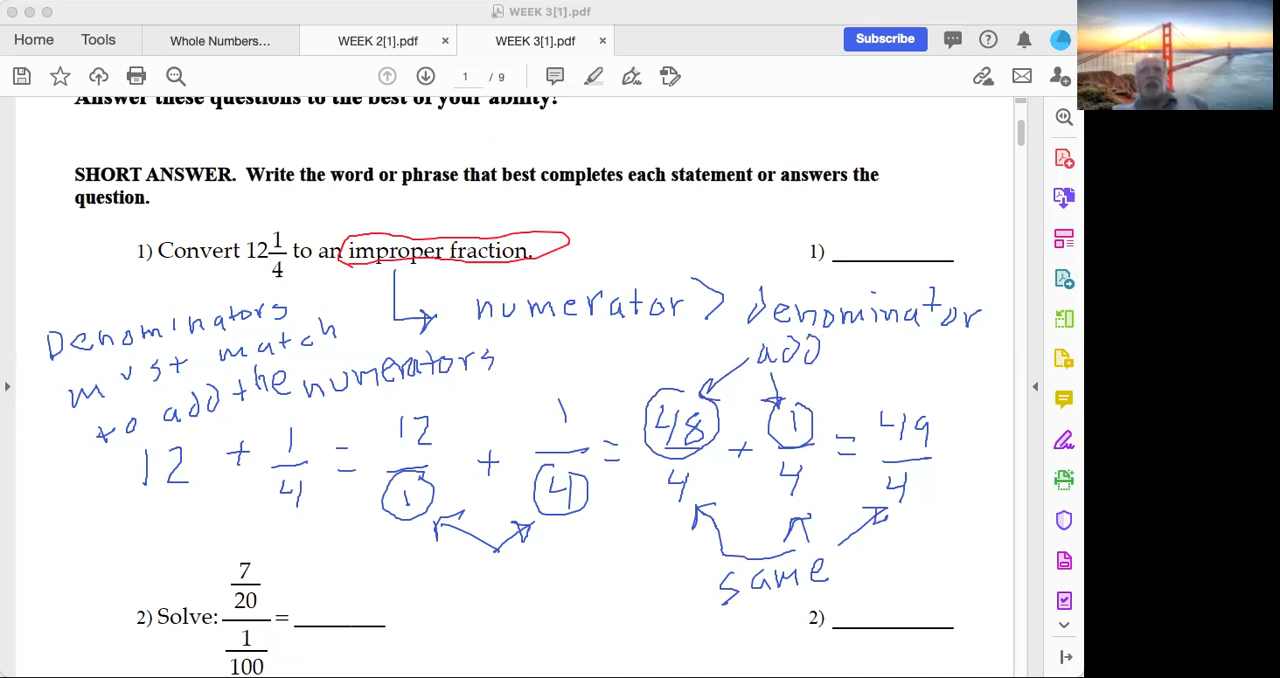 WEEK 3[1].pdf
Home Tools Whole Numbers... WEEK 2[1].pdf × WEEK 3[1].pdf × Subscribe
1 / 9
Answer these questions to the best of your ability!
SHORT ANSWER. Write the word or phrase that best completes each statement or answers the
question.
1) Convert 12 1/4 to an improper fraction. 1) __________
numerator > denominator
Denominators
must match
to add the numerators
add
12 + 1/4 = 12/1 + 1/4 = 48/4 + 1/4 = 49/4
same
2) Solve: 7/20 / 1/100 = ________ 2) __________